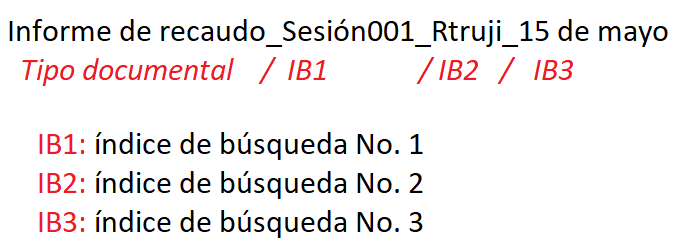 Informe de recaudo_Sesión001_Rtruji_15 de mayo
Tipo documental / IB1 / IB2 / IB3
IB1: índice de búsqueda No. 1
IB2: índice de búsqueda No. 2
IB3: índice de búsqueda No. 3